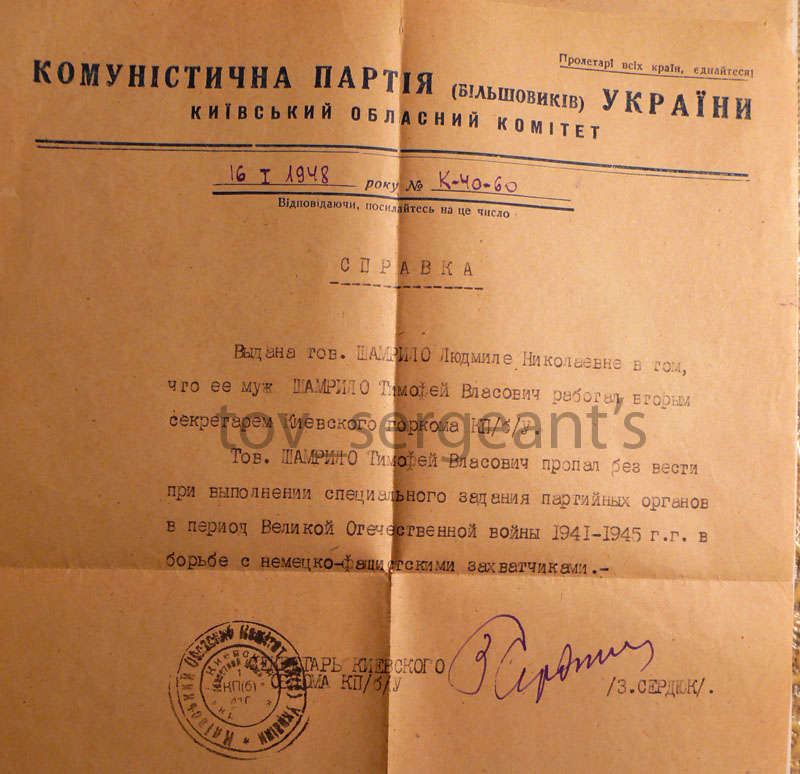 Пролетарі всіх країн, єднайтеся!
КОМУНІСТИЧНА ПАРТІЯ (БІЛЬШОВИКІВ) УКРАЇНИ
КИЇВСЬКИЙ ОБЛАСНИЙ КОМІТЕТ
16 I 1948 року № К-40-60
Відповідаючи, посилайтесь на це число
СПРАВКА
Выдана тов. ШАМРИЛО Людмиле Николаевне в том,
что ее муж ШАМРИЛО Тимофей Власович работал вторым
секретарем Киевского горкома КП/б/У.
tov_sergeant's
Тов. ШАМРИЛО Тимофей Власович пропал без вести
при выполнении специального задания партийных органов
в период Великой Отечественной войны 1941-1945 г.г. в
борьбе с немецко-фашистскими захватчиками.-
СЕКРЕТАРЬ КИЕВСКОГО
ОБКОМА КП/б/У
З Сердюк
/З.СЕРДЮК/.
КП(б)